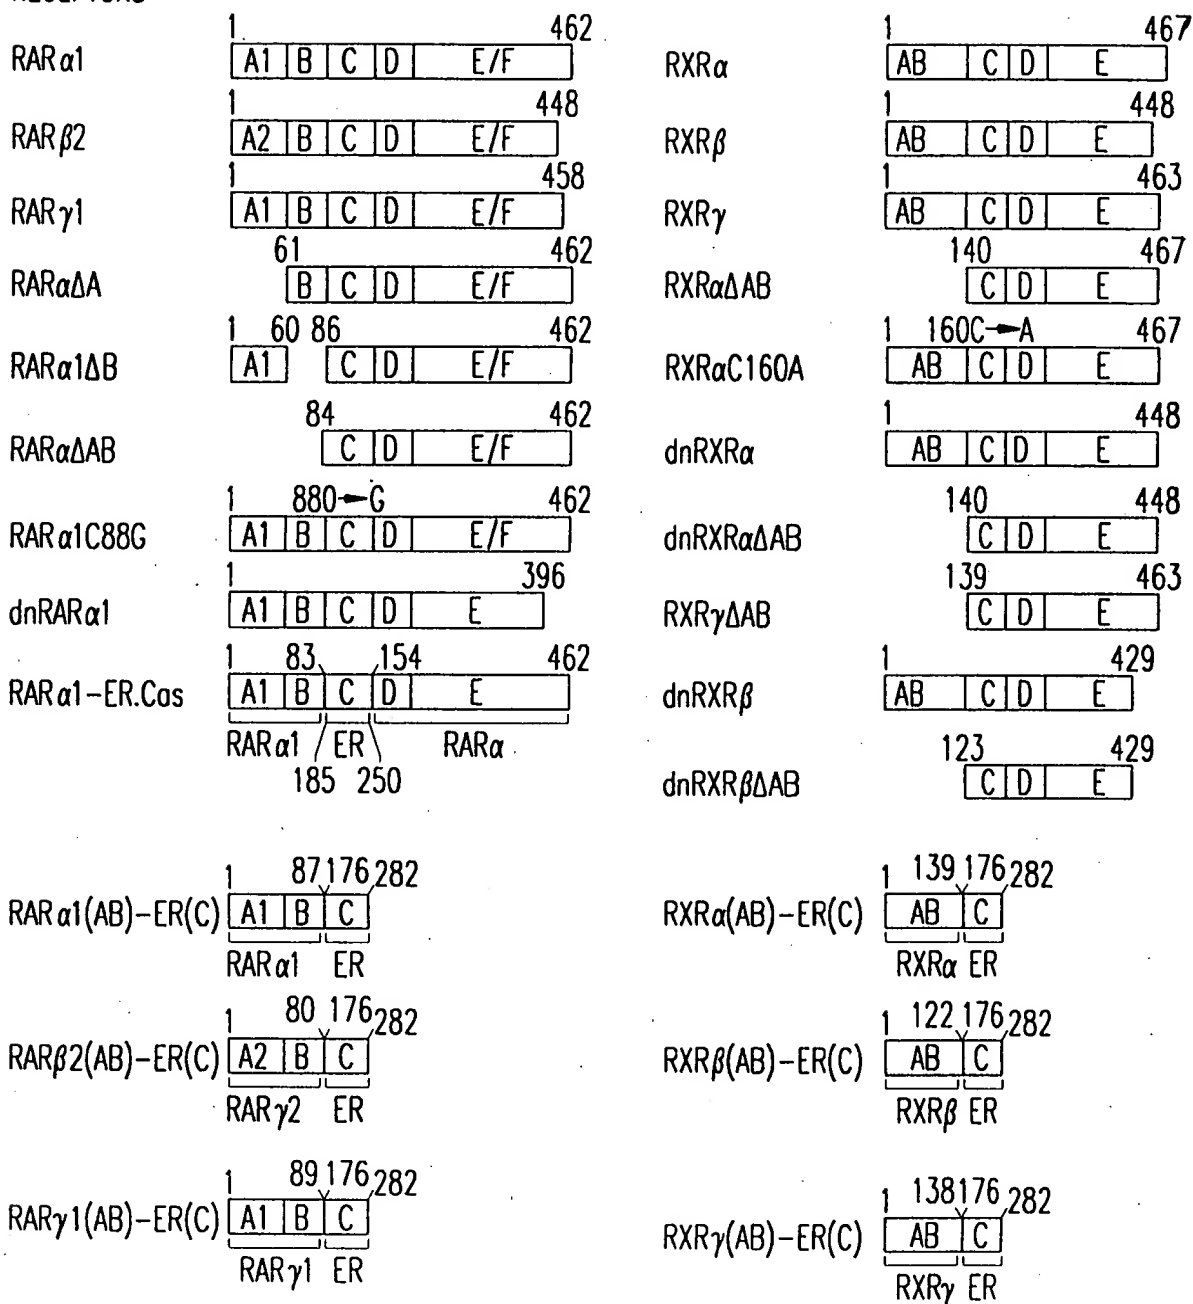 1 462
RARα1 A1 B C D E/F
1 448
RARβ2 A2 B C D E/F
1 458
RARγ1 A1 B C D E/F
61 462
RARαΔA B C D E/F
1 60 86 462
RARα1ΔB A1 C D E/F
84 462
RARαΔAB C D E/F
1 880→G 462
RARα1C88G A1 B C D E/F
1 396
dnRARα1 A1 B C D E
1 83 154 462
RARα1-ER.Cas A1 B C D E
RARα1 ER RARα
185 250
1 87 176 282
RARα1(AB)-ER(C) A1 B C
RARα1 ER
1 80 176 282
RARβ2(AB)-ER(C) A2 B C
RARγ2 ER
1 89 176 282
RARγ1(AB)-ER(C) A1 B C
RARγ1 ER
1 467
RXRα AB C D E
1 448
RXRβ AB C D E
1 463
RXRγ AB C D E
140 467
RXRαΔAB C D E
1 160C→A 467
RXRαC160A AB C D E
1 448
dnRXRα AB C D E
140 448
dnRXRαΔAB C D E
139 463
RXRγΔAB C D E
1 429
dnRXRβ AB C D E
123 429
dnRXRβΔAB C D E
1 139 176 282
RXRα(AB)-ER(C) AB C
RXRα ER
1 122 176 282
RXRβ(AB)-ER(C) AB C
RXRβ ER
1 138 176 282
RXRγ(AB)-ER(C) AB C
RXRγ ER